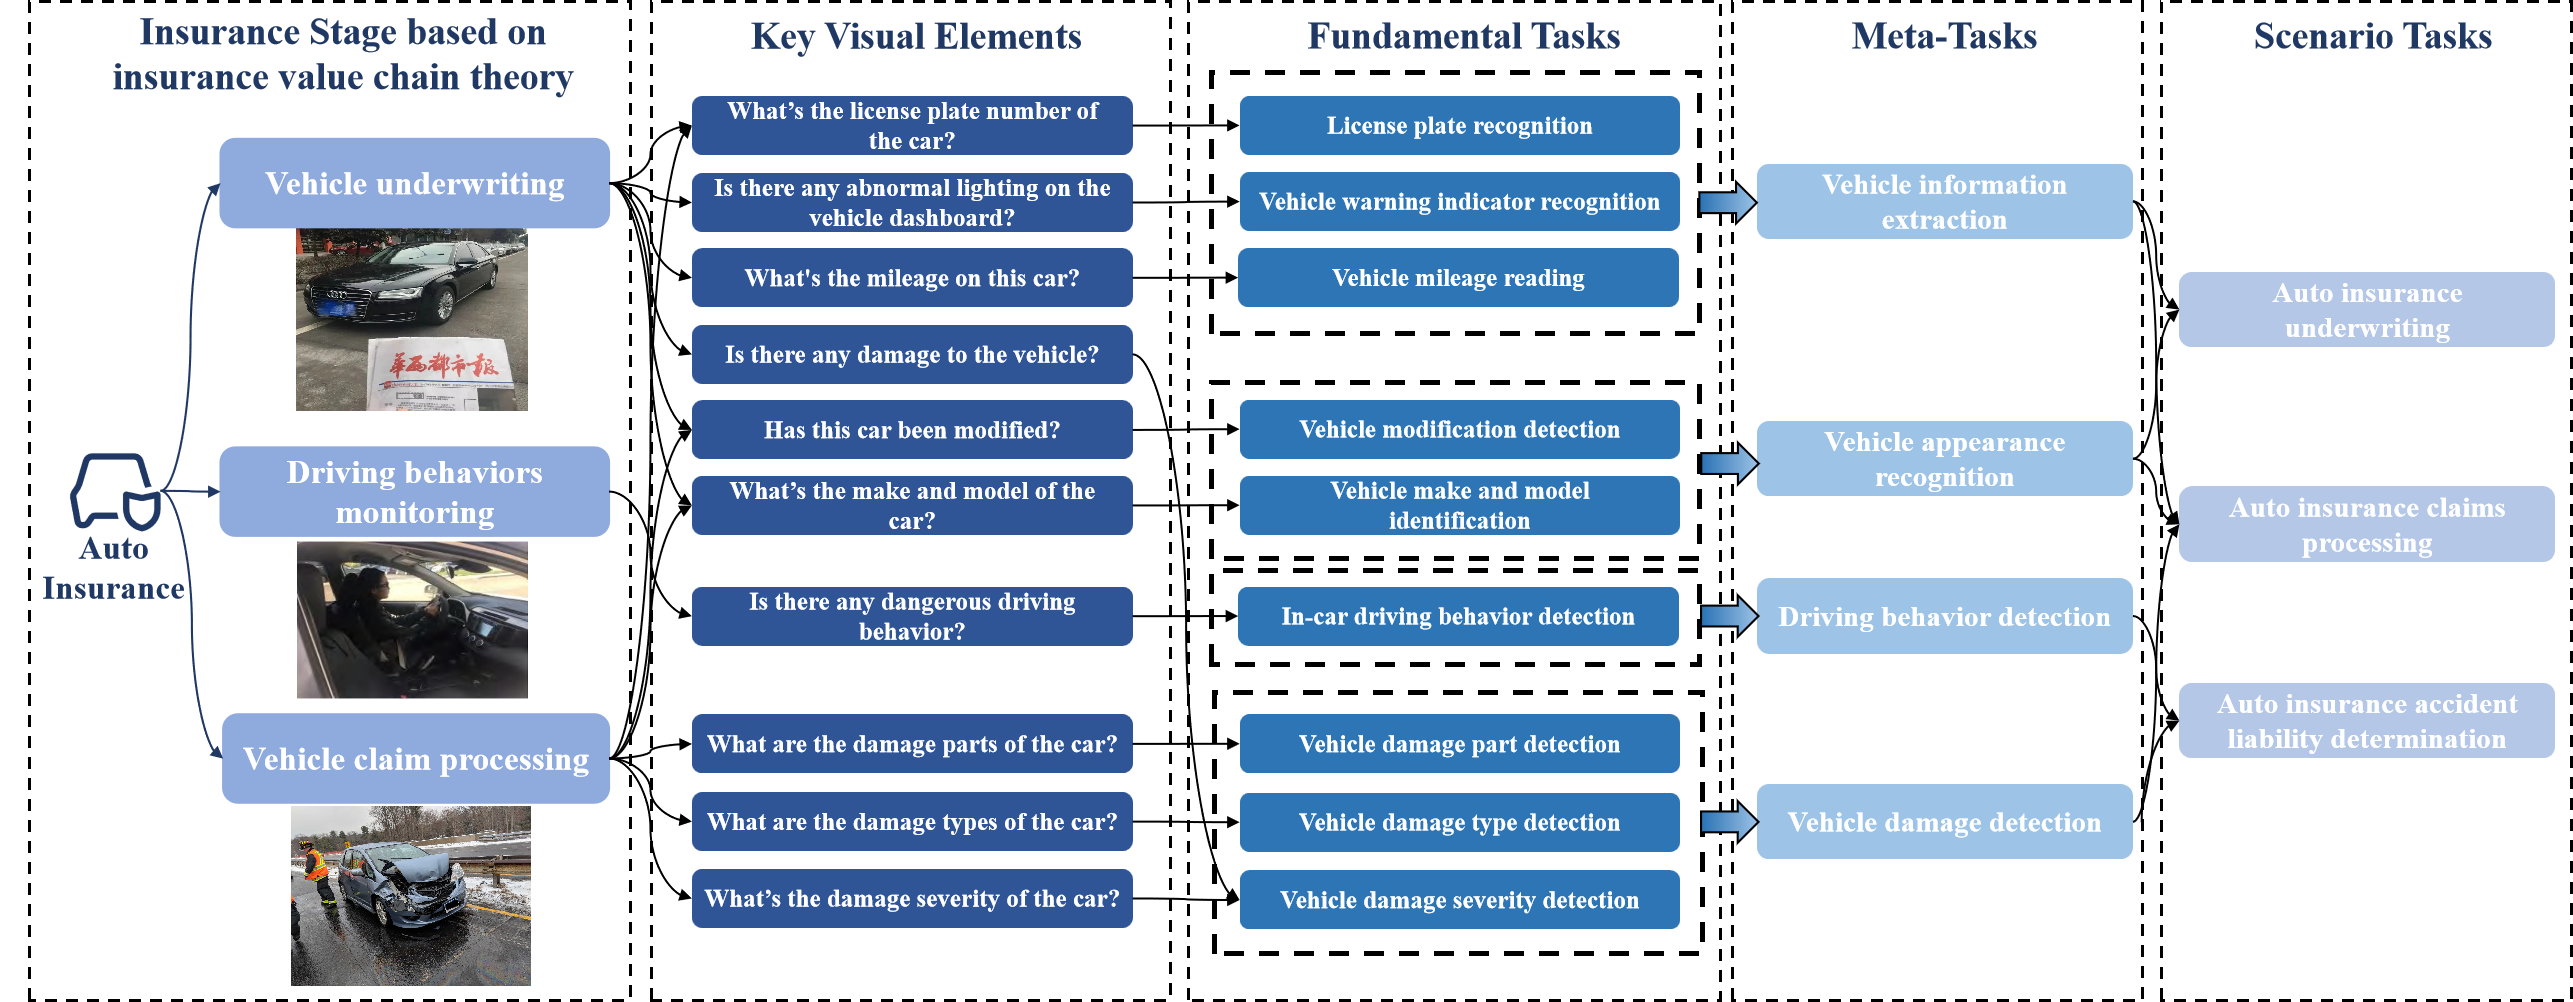 Insurance Stage based on
insurance value chain theory
Key Visual Elements
Fundamental Tasks
Meta-Tasks
Scenario Tasks
Auto
Insurance
Vehicle underwriting
華西都市报
Driving behaviors
monitoring
Vehicle claim processing
What’s the license plate number of
the car?
Is there any abnormal lighting on the
vehicle dashboard?
What's the mileage on this car?
Is there any damage to the vehicle?
Has this car been modified?
What’s the make and model of the
car?
Is there any dangerous driving
behavior?
What are the damage parts of the car?
What are the damage types of the car?
What’s the damage severity of the car?
License plate recognition
Vehicle warning indicator recognition
Vehicle mileage reading
Vehicle modification detection
Vehicle make and model
identification
In-car driving behavior detection
Vehicle damage part detection
Vehicle damage type detection
Vehicle damage severity detection
Vehicle information
extraction
Vehicle appearance
recognition
Driving behavior detection
Vehicle damage detection
Auto insurance
underwriting
Auto insurance claims
processing
Auto insurance accident
liability determination